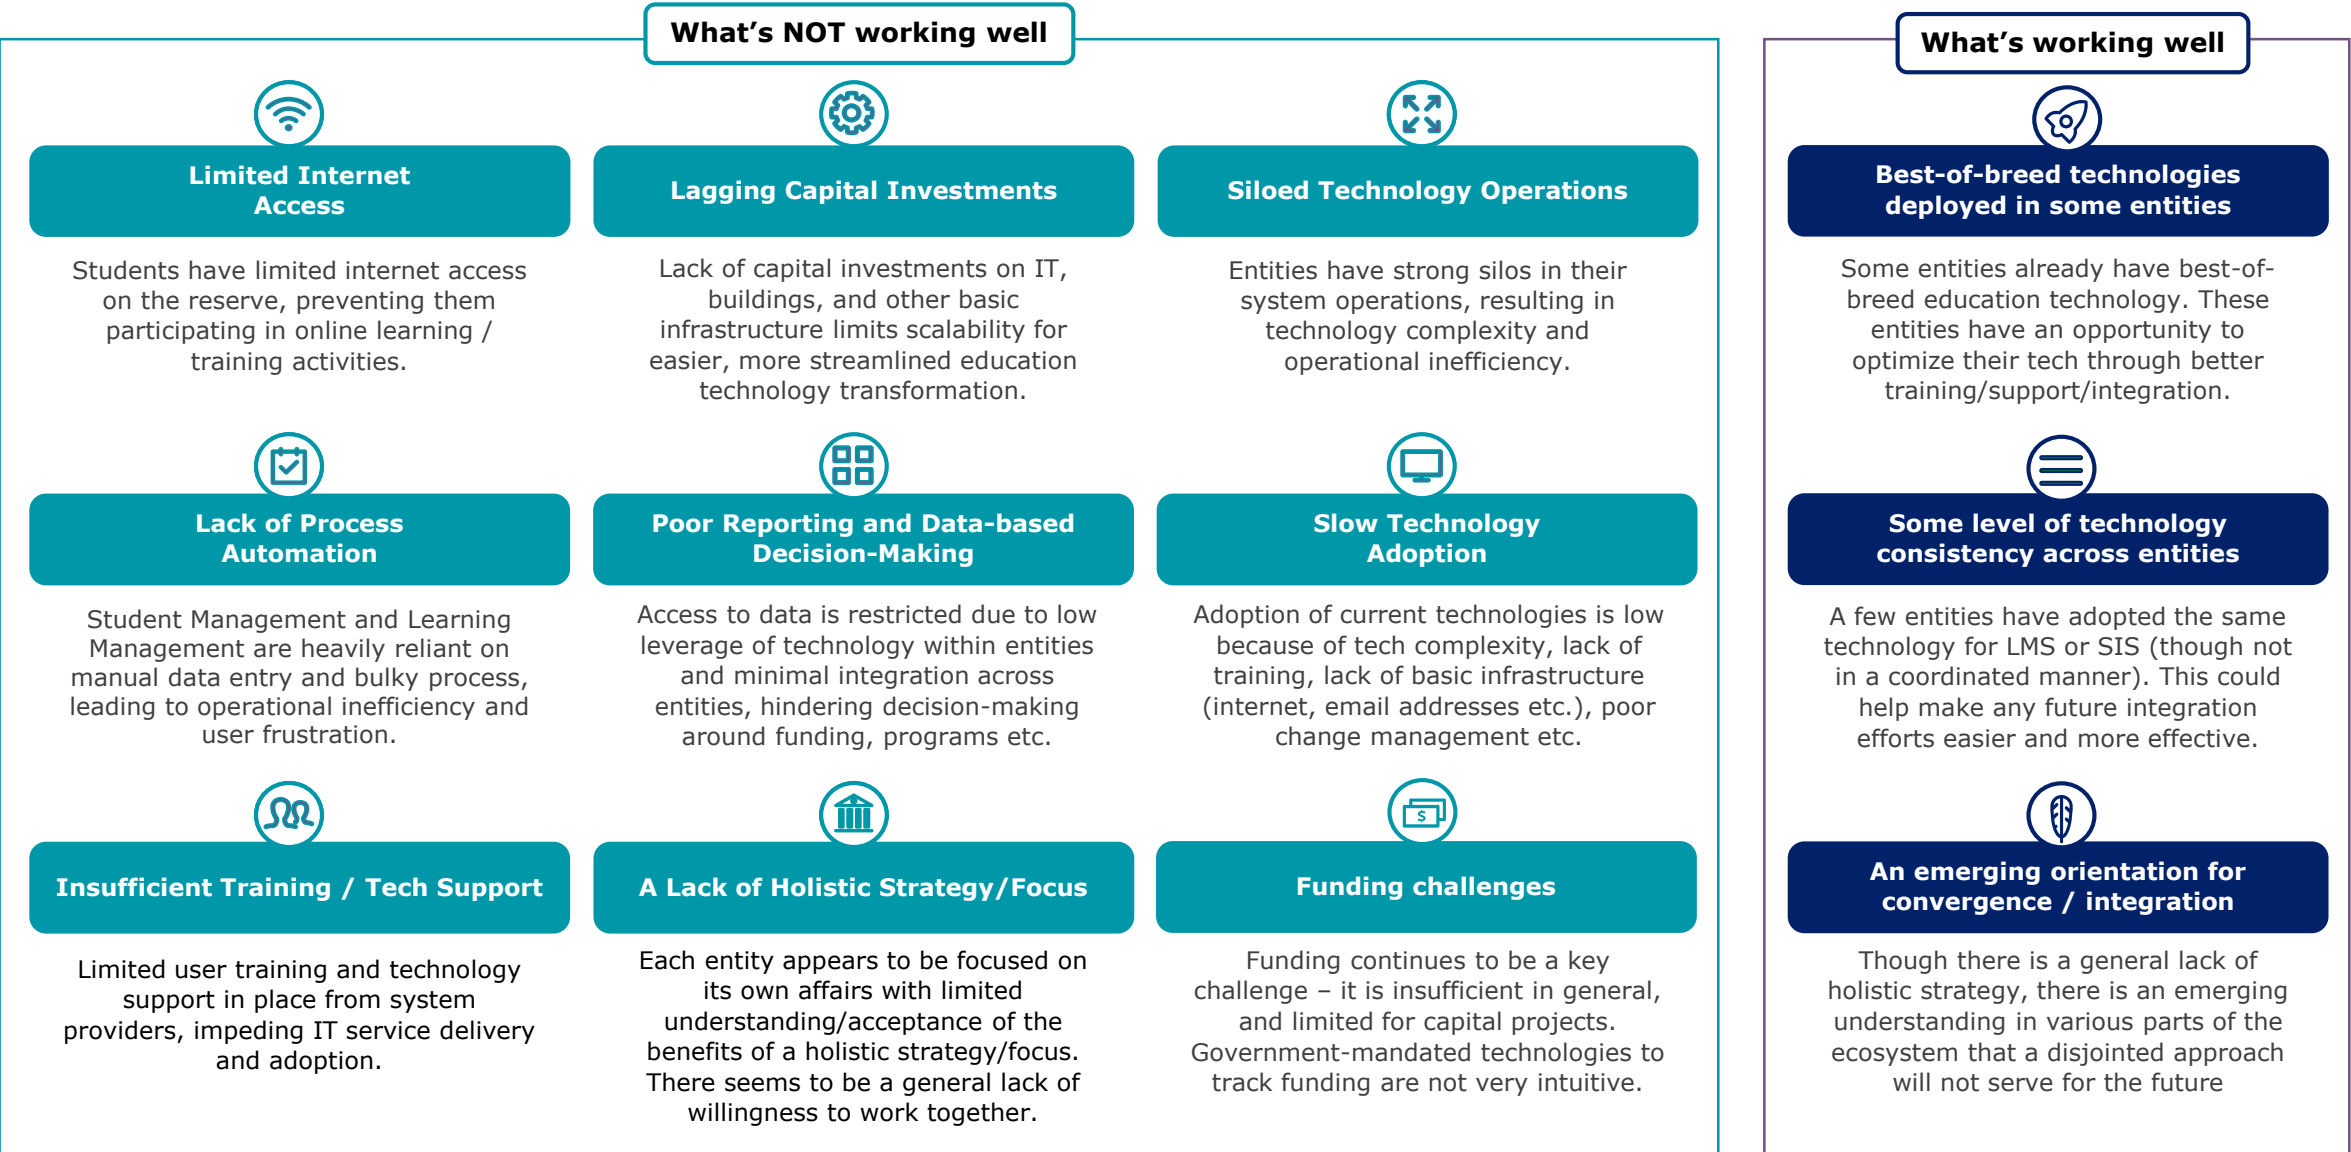 What’s NOT working well
Limited Internet
Access
Students have limited internet access
on the reserve, preventing them
participating in online learning /
training activities.
Lagging Capital Investments
Lack of capital investments on IT,
buildings, and other basic
infrastructure limits scalability for
easier, more streamlined education
technology transformation.
Siloed Technology Operations
Entities have strong silos in their
system operations, resulting in
technology complexity and
operational inefficiency.
Lack of Process
Automation
Student Management and Learning
Management are heavily reliant on
manual data entry and bulky process,
leading to operational inefficiency and
user frustration.
Poor Reporting and Data-based
Decision-Making
Access to data is restricted due to low
leverage of technology within entities
and minimal integration across
entities, hindering decision-making
around funding, programs etc.
Slow Technology
Adoption
Adoption of current technologies is low
because of tech complexity, lack of
training, lack of basic infrastructure
(internet, email addresses etc.), poor
change management etc.
Insufficient Training / Tech Support
Limited user training and technology
support in place from system
providers, impeding IT service delivery
and adoption.
A Lack of Holistic Strategy/Focus
Each entity appears to be focused on
its own affairs with limited
understanding/acceptance of the
benefits of a holistic strategy/focus.
There seems to be a general lack of
willingness to work together.
$
Funding challenges
Funding continues to be a key
challenge – it is insufficient in general,
and limited for capital projects.
Government-mandated technologies to
track funding are not very intuitive.
What’s working well
Best-of-breed technologies
deployed in some entities
Some entities already have best-of-
breed education technology. These
entities have an opportunity to
optimize their tech through better
training/support/integration.
Some level of technology
consistency across entities
A few entities have adopted the same
technology for LMS or SIS (though not
in a coordinated manner). This could
help make any future integration
efforts easier and more effective.
An emerging orientation for
convergence / integration
Though there is a general lack of
holistic strategy, there is an emerging
understanding in various parts of the
ecosystem that a disjointed approach
will not serve for the future